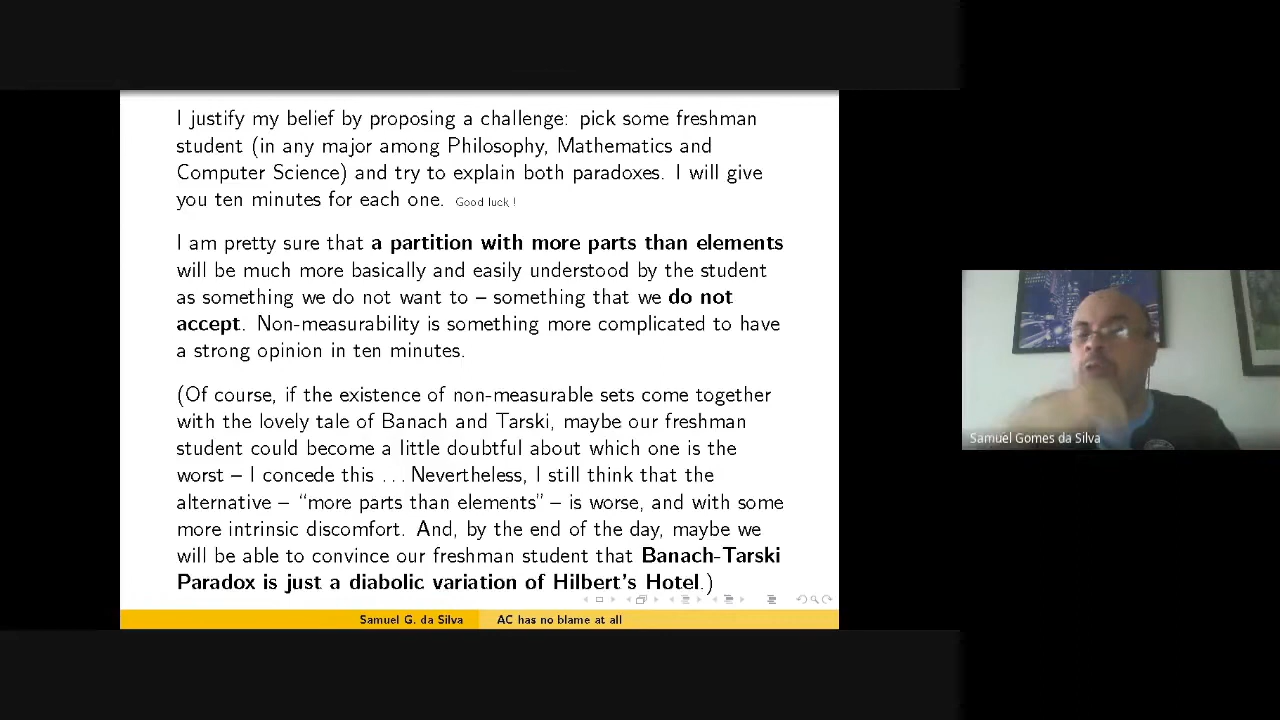 I justify my belief by proposing a challenge: pick some freshman
student (in any major among Philosophy, Mathematics and
Computer Science) and try to explain both paradoxes. I will give
you ten minutes for each one. Good luck !
I am pretty sure that a partition with more parts than elements
will be much more basically and easily understood by the student
as something we do not want to – something that we do not
accept. Non-measurability is something more complicated to have
a strong opinion in ten minutes.
(Of course, if the existence of non-measurable sets come together
with the lovely tale of Banach and Tarski, maybe our freshman
student could become a little doubtful about which one is the
worst – I concede this ... Nevertheless, I still think that the
alternative – “more parts than elements” – is worse, and with some
more intrinsic discomfort. And, by the end of the day, maybe we
will be able to convince our freshman student that Banach-Tarski
Paradox is just a diabolic variation of Hilbert's Hotel.)
Samuel G. da Silva AC has no blame at all
Samuel Gomes da Silva